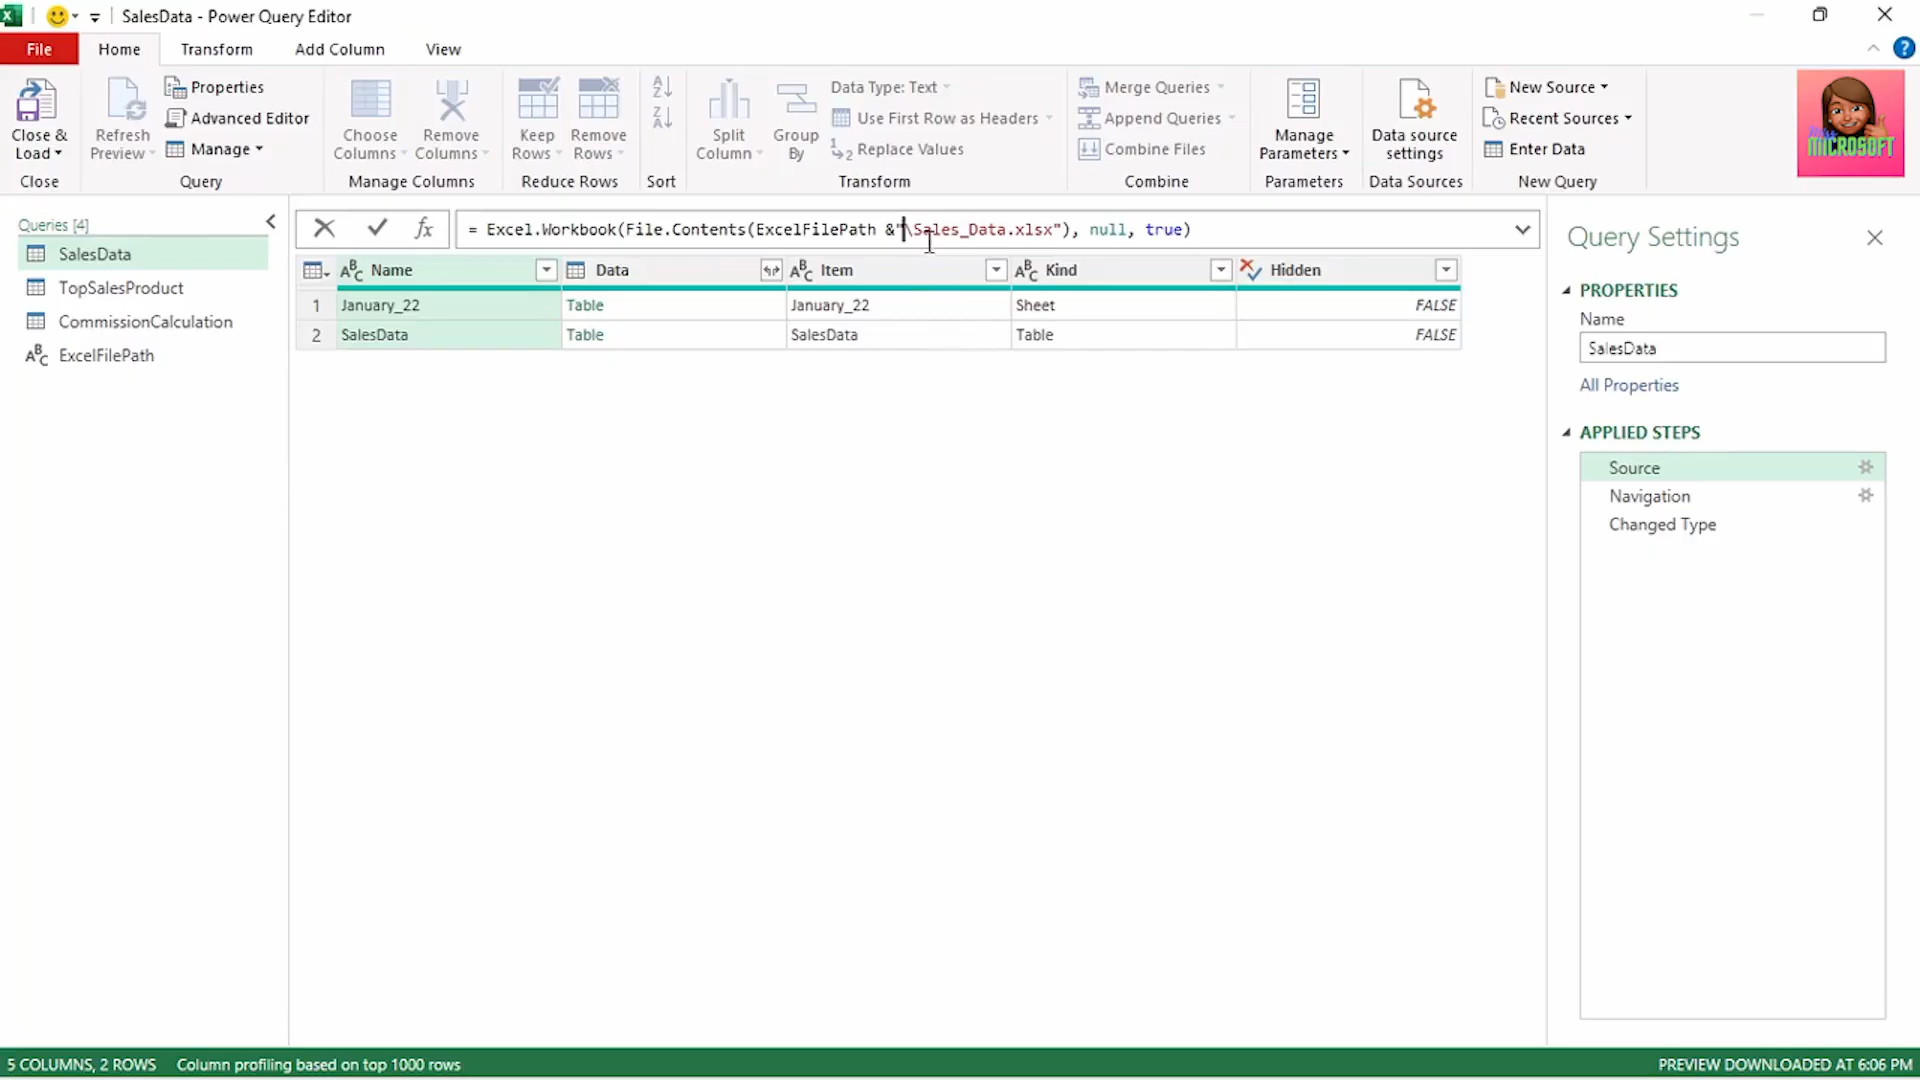 SalesData - Power Query Editor
File Home Transform Add Column View
Close & Load
Close
Refresh Preview
Properties
Advanced Editor
Manage
Query
Choose Columns
Remove Columns
Manage Columns
Keep Rows
Remove Rows
Reduce Rows
Sort
Split Column
Group By
Data Type: Text
Use First Row as Headers
Replace Values
Transform
Merge Queries
Append Queries
Combine Files
Combine
Manage Parameters
Parameters
Data source settings
Data Sources
New Source
Recent Sources
Enter Data
New Query
MICROSOFT
Queries [4]
SalesData
TopSalesProduct
CommissionCalculation
ExcelFilePath
= Excel.Workbook(File.Contents(ExcelFilePath &"\Sales_Data.xlsx"), null, true)
Name Data Item Kind Hidden
1 January_22 Table January_22 Sheet FALSE
2 SalesData Table SalesData Table FALSE
Query Settings
PROPERTIES
Name
SalesData
All Properties
APPLIED STEPS
Source
Navigation
Changed Type
5 COLUMNS, 2 ROWS Column profiling based on top 1000 rows
PREVIEW DOWNLOADED AT 6:06 PM